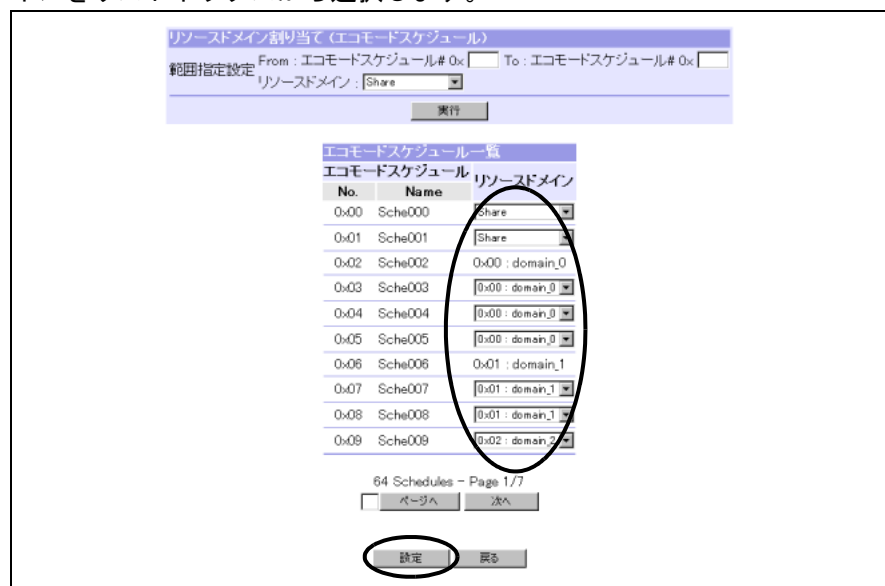 リソースドメイン割り当て（エコモードスケジュール）
範囲指定設定 From : エコモードスケジュール# 0x To : エコモードスケジュール# 0x
リソースドメイン : Share
実行
エコモードスケジュール一覧
エコモードスケジュール リソースドメイン
No. Name
0x00 Sche000 Share
0x01 Sche001 Share
0x02 Sche002 0x00 : domain_0
0x03 Sche003 0x00 : domain_0
0x04 Sche004 0x00 : domain_0
0x05 Sche005 0x00 : domain_0
0x06 Sche006 0x01 : domain_1
0x07 Sche007 0x01 : domain_1
0x08 Sche008 0x01 : domain_1
0x09 Sche009 0x02 : domain_2
64 Schedules - Page 1/7
ページへ 次へ
設定 戻る